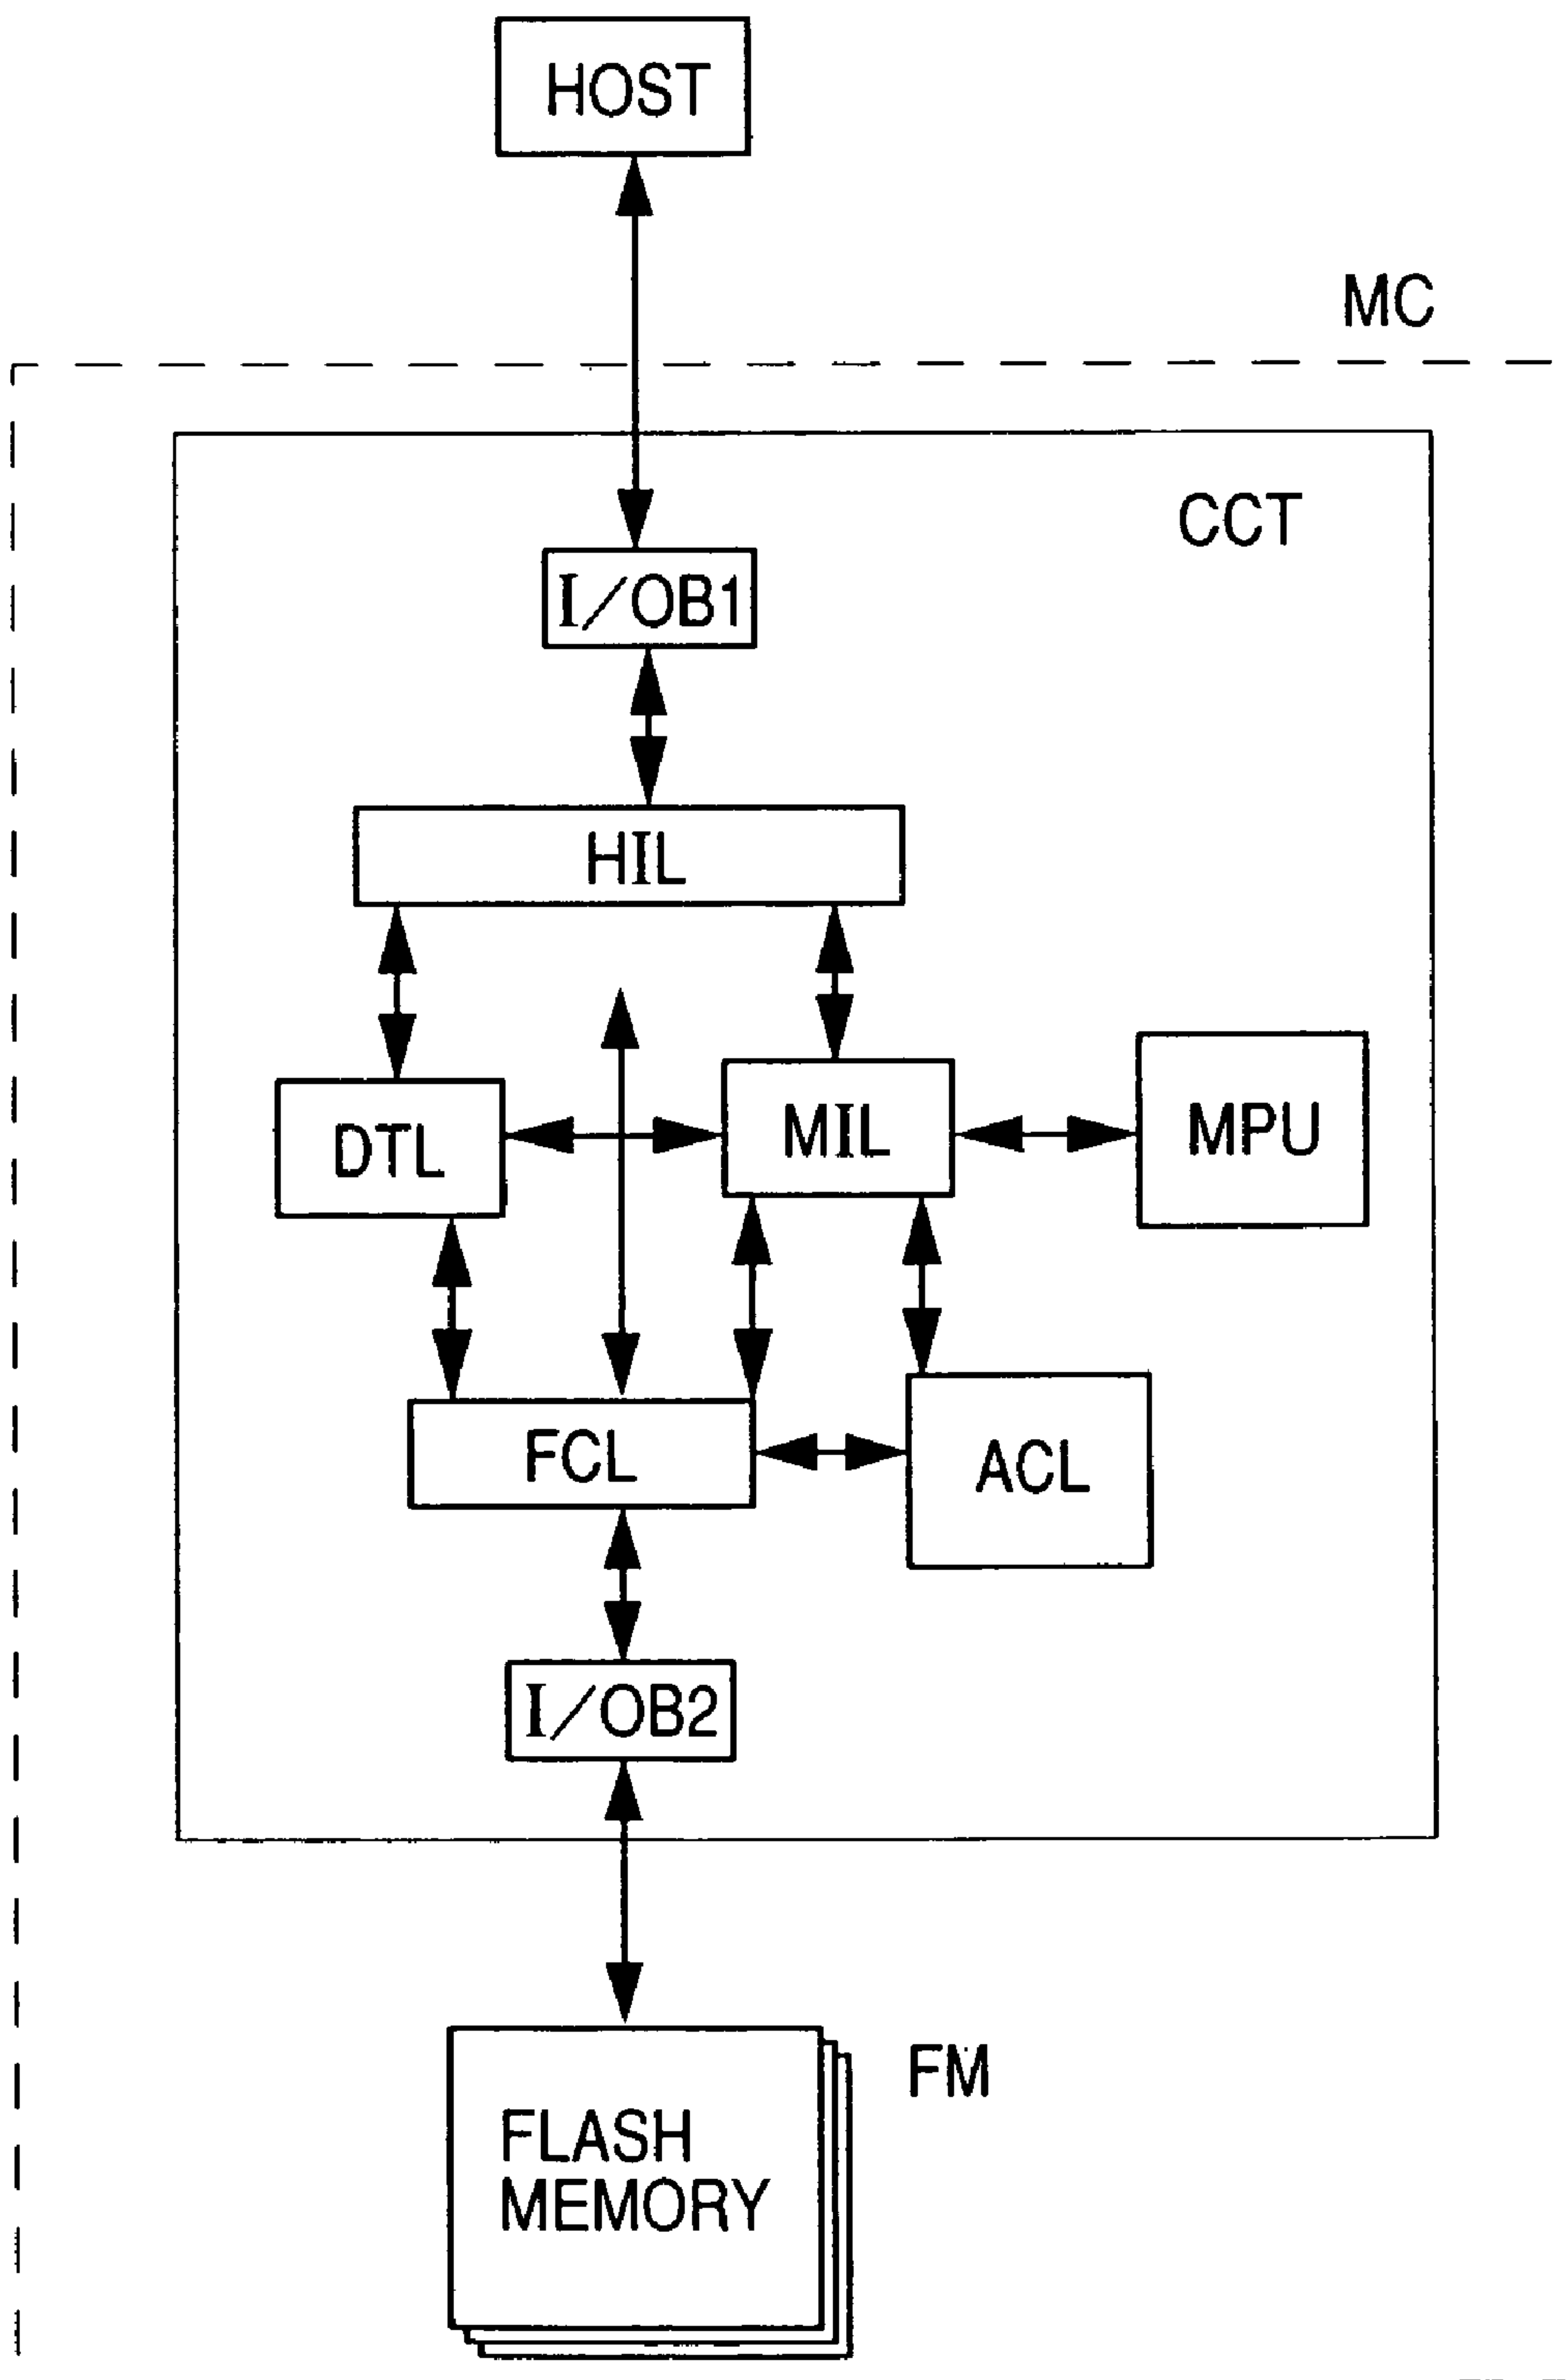 HOST
MC
CCT
I/OB1
HIL
DTL
MIL
MPU
FCL
ACL
I/OB2
FM
FLASH
MEMORY